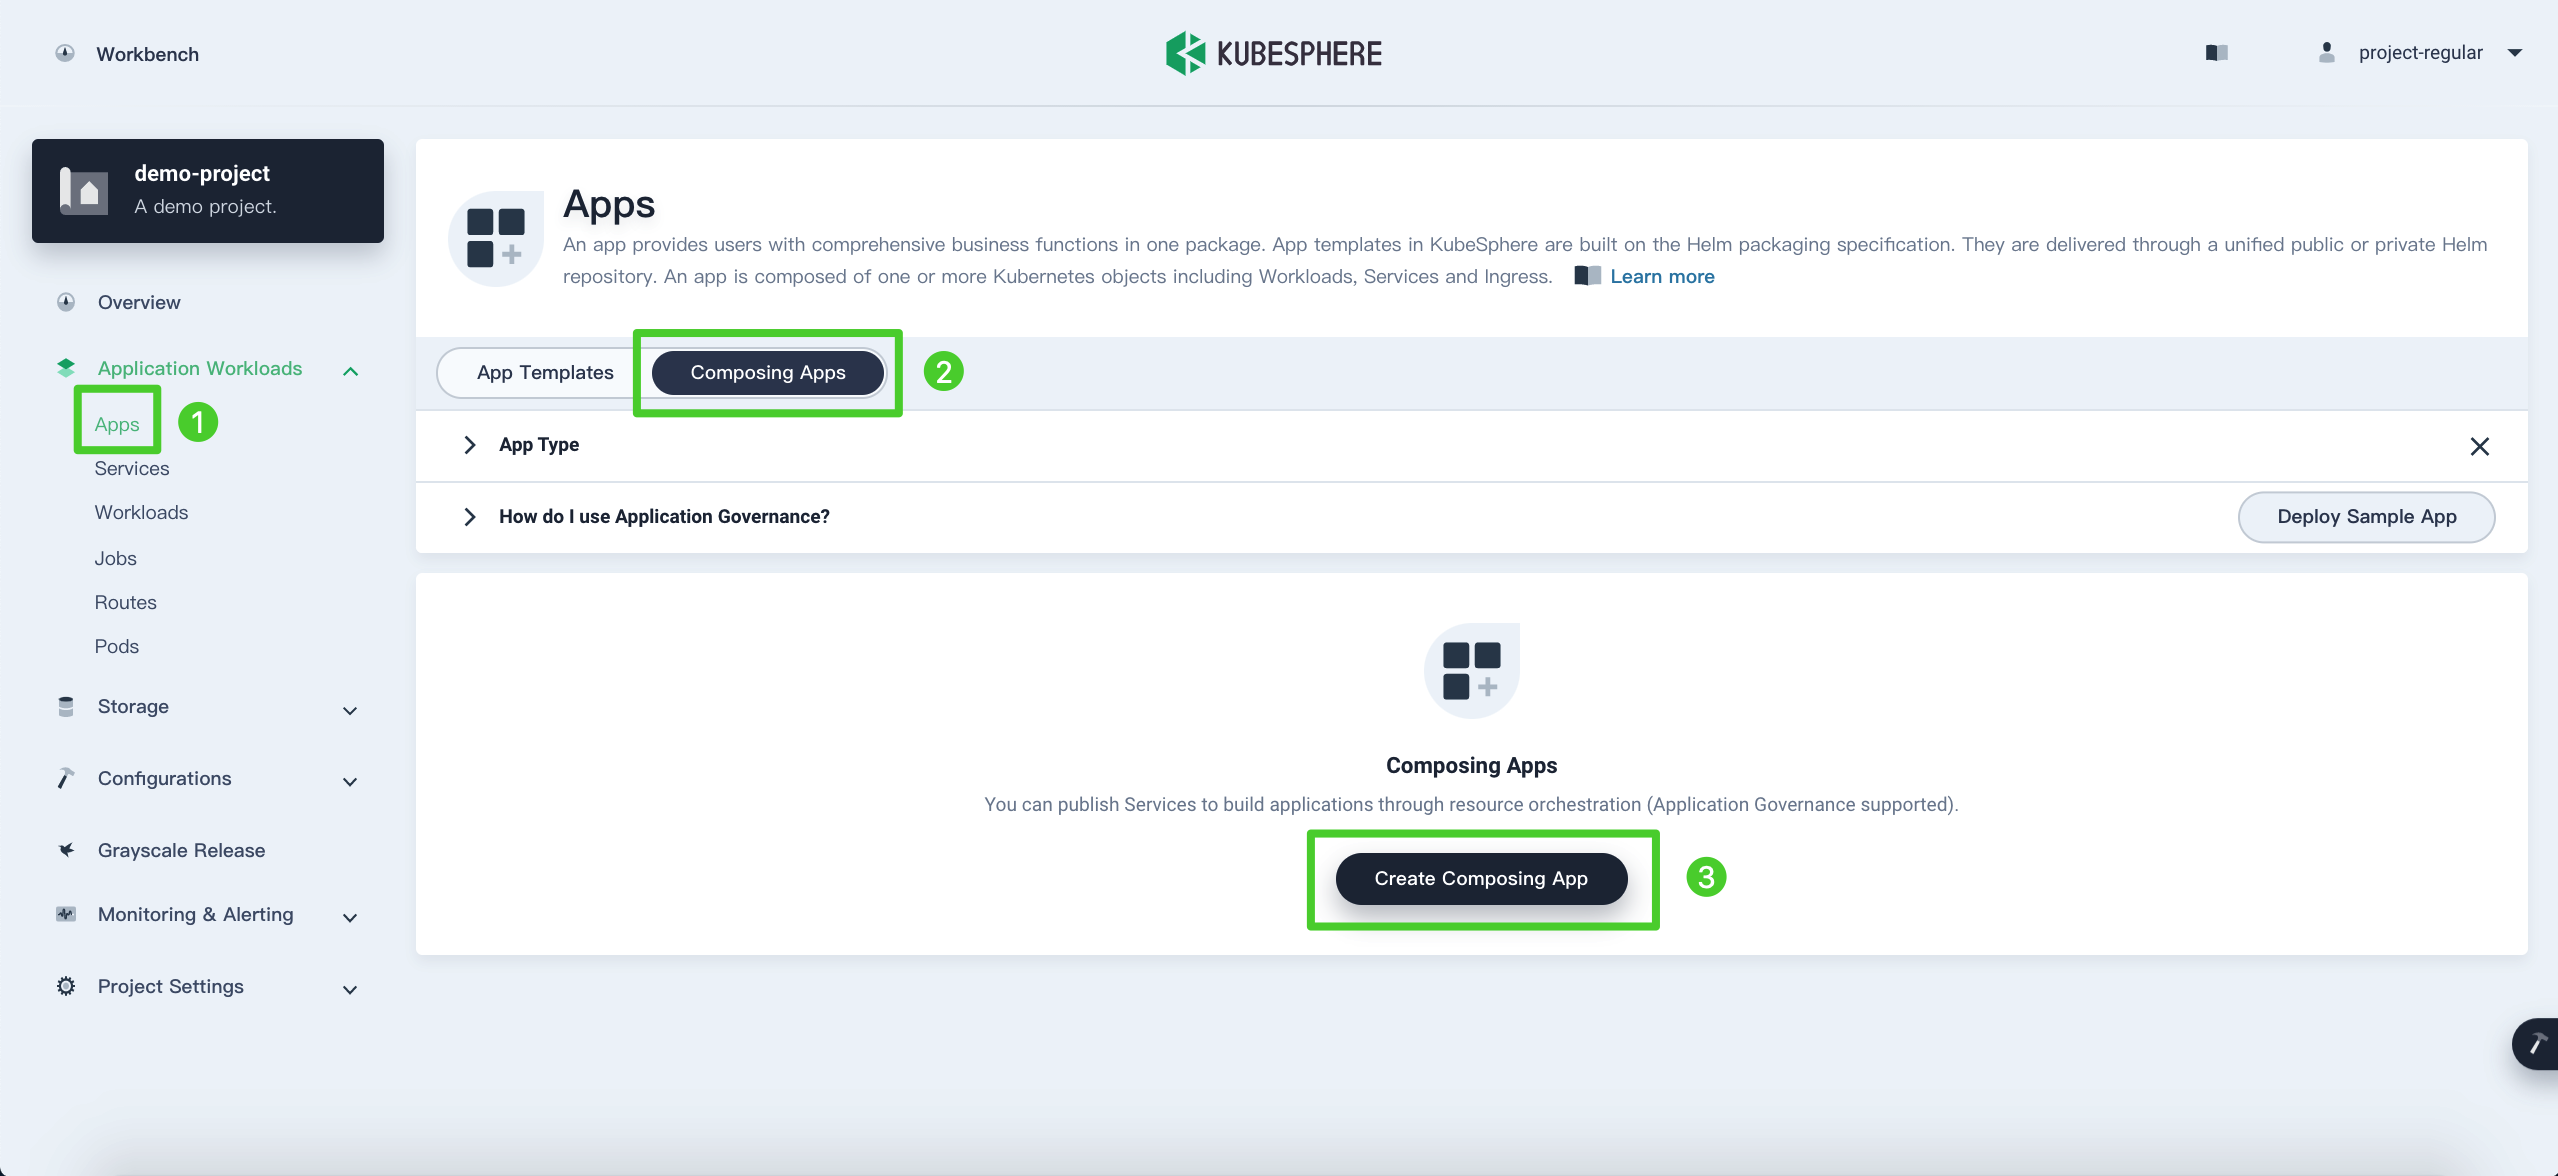 Workbench
KUBESPHERE
project-regular
demo-project
A demo project.
Overview
Application Workloads
Apps
1
Services
Workloads
Jobs
Routes
Pods
Storage
Configurations
Grayscale Release
Monitoring & Alerting
Project Settings
Apps
An app provides users with comprehensive business functions in one package. App templates in KubeSphere are built on the Helm packaging specification. They are delivered through a unified public or private Helm
repository. An app is composed of one or more Kubernetes objects including Workloads, Services and Ingress. Learn more
App Templates
Composing Apps
2
App Type
How do I use Application Governance?
Deploy Sample App
Composing Apps
You can publish Services to build applications through resource orchestration (Application Governance supported).
Create Composing App
3